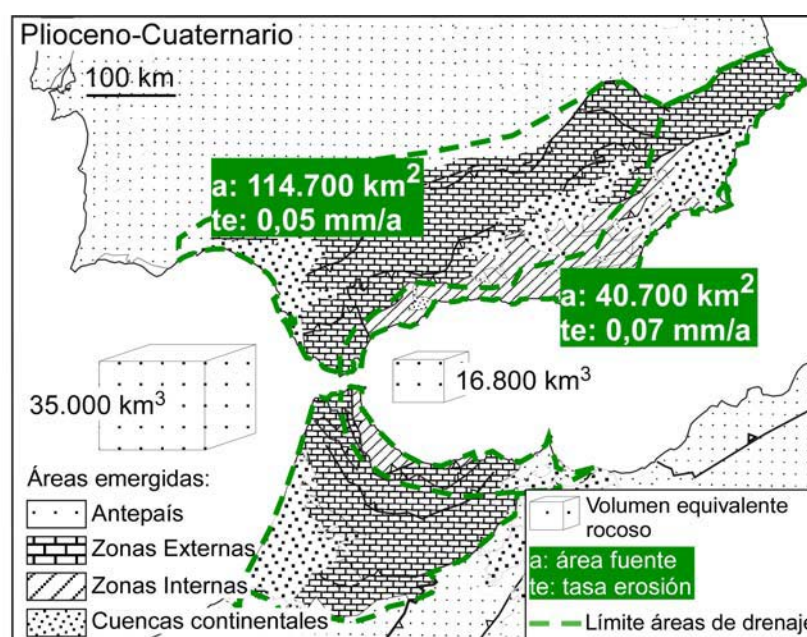 Plioceno-Cuaternario
100 km
a: 114.700 km²
te: 0,05 mm/a
a: 40.700 km²
te: 0,07 mm/a
35.000 km³
16.800 km³
Áreas emergidas:
Antepaís
Zonas Externas
Zonas Internas
Cuencas continentales
Volumen equivalente
rocoso
a: área fuente
te: tasa erosión
Límite áreas de drenaje